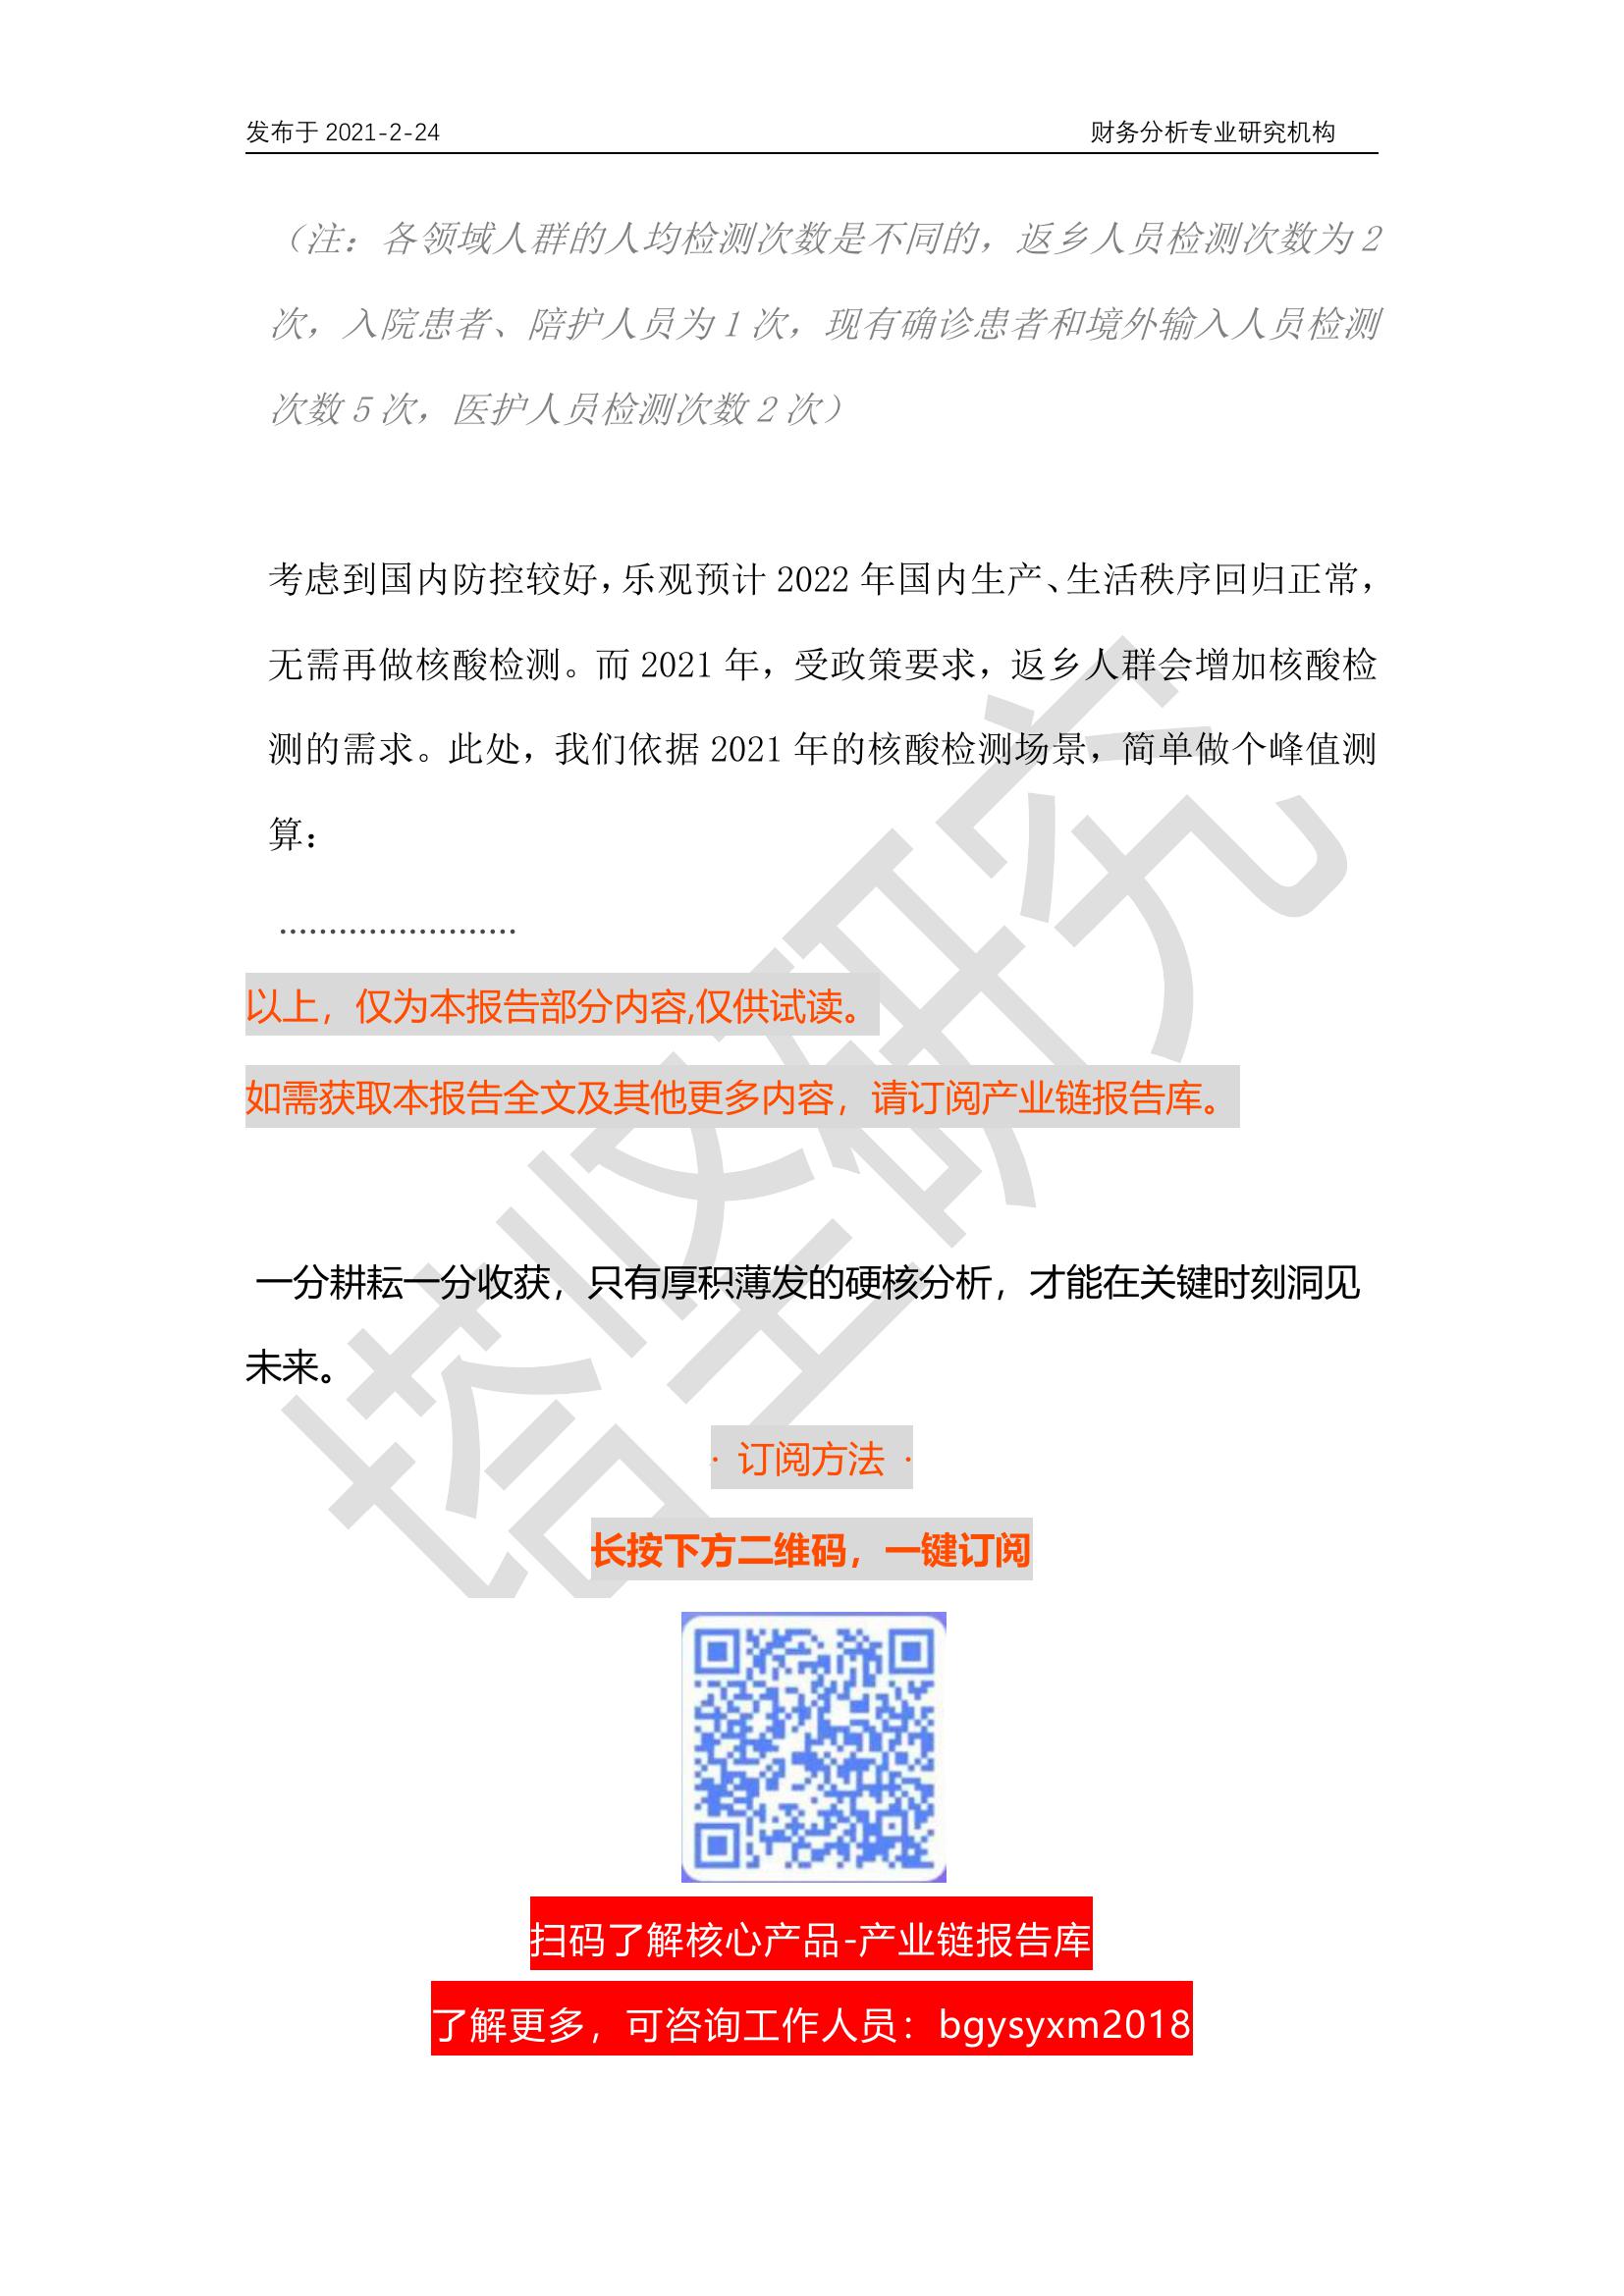 发布于 2021-2-24 财务分析专业研究机构
（注：各领域人群的人均检测次数是不同的，返乡人员检测次数为 2
次，入院患者、陪护人员为 1 次，现有确诊患者和境外输入人员检测
次数 5 次，医护人员检测次数 2 次）
考虑到国内防控较好，乐观预计 2022 年国内生产、生活秩序回归正常，
无需再做核酸检测。而 2021 年，受政策要求，返乡人群会增加核酸检
测的需求。此处，我们依据 2021 年的核酸检测场景，简单做个峰值测
算：
........................
以上，仅为本报告部分内容,仅供试读。
如需获取本报告全文及其他更多内容，请订阅产业链报告库。
一分耕耘一分收获，只有厚积薄发的硬核分析，才能在关键时刻洞见
未来。
· 订阅方法 ·
长按下方二维码，一键订阅
扫码了解核心产品-产业链报告库
了解更多，可咨询工作人员：bgysyxm2018
塔坚研究